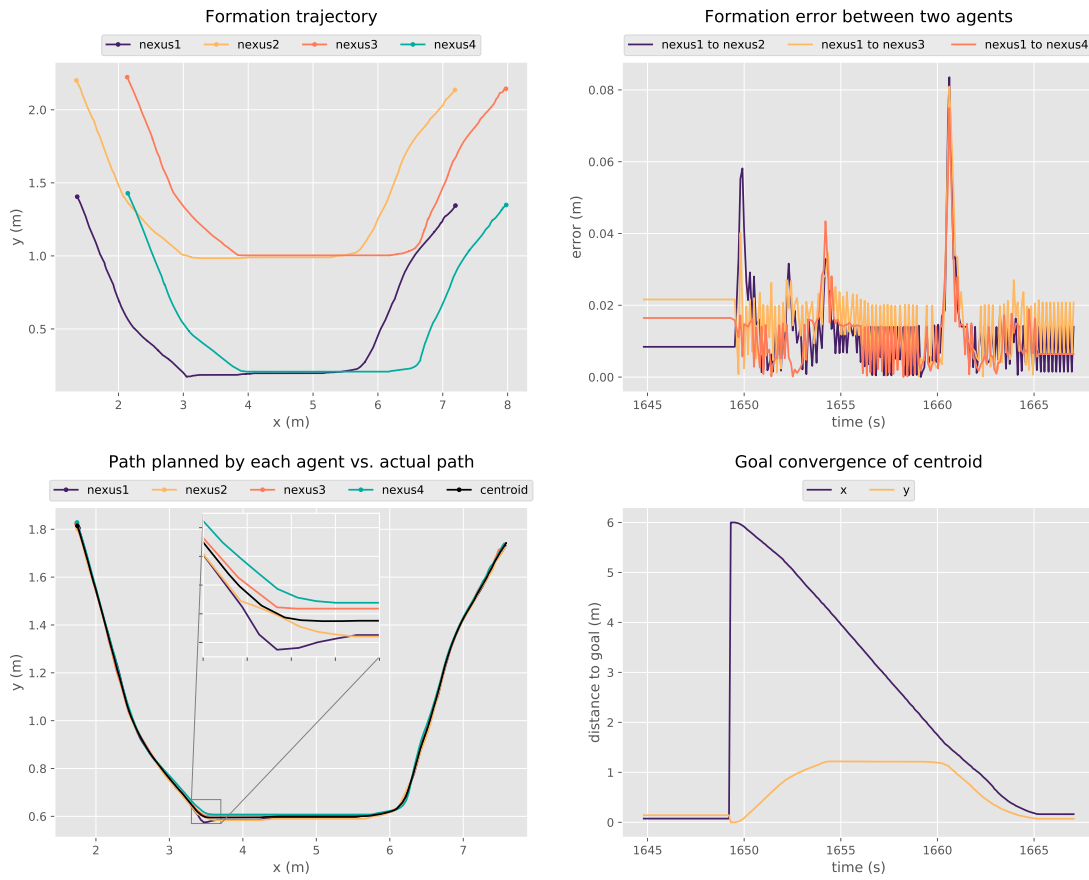 Formation trajectory
nexus1 nexus2 nexus3 nexus4
2.0
1.5
1.0
0.5
y (m)
2 3 4 5 6 7 8
x (m)
Formation error between two agents
nexus1 to nexus2 nexus1 to nexus3 nexus1 to nexus4
0.08
0.06
0.04
0.02
0.00
error (m)
1645 1650 1655 1660 1665
time (s)
Path planned by each agent vs. actual path
nexus1 nexus2 nexus3 nexus4 centroid
1.8
1.6
1.4
1.2
1.0
0.8
0.6
y (m)
2 3 4 5 6 7
x (m)
Goal convergence of centroid
x y
6
5
4
3
2
1
0
distance to goal (m)
1645 1650 1655 1660 1665
time (s)